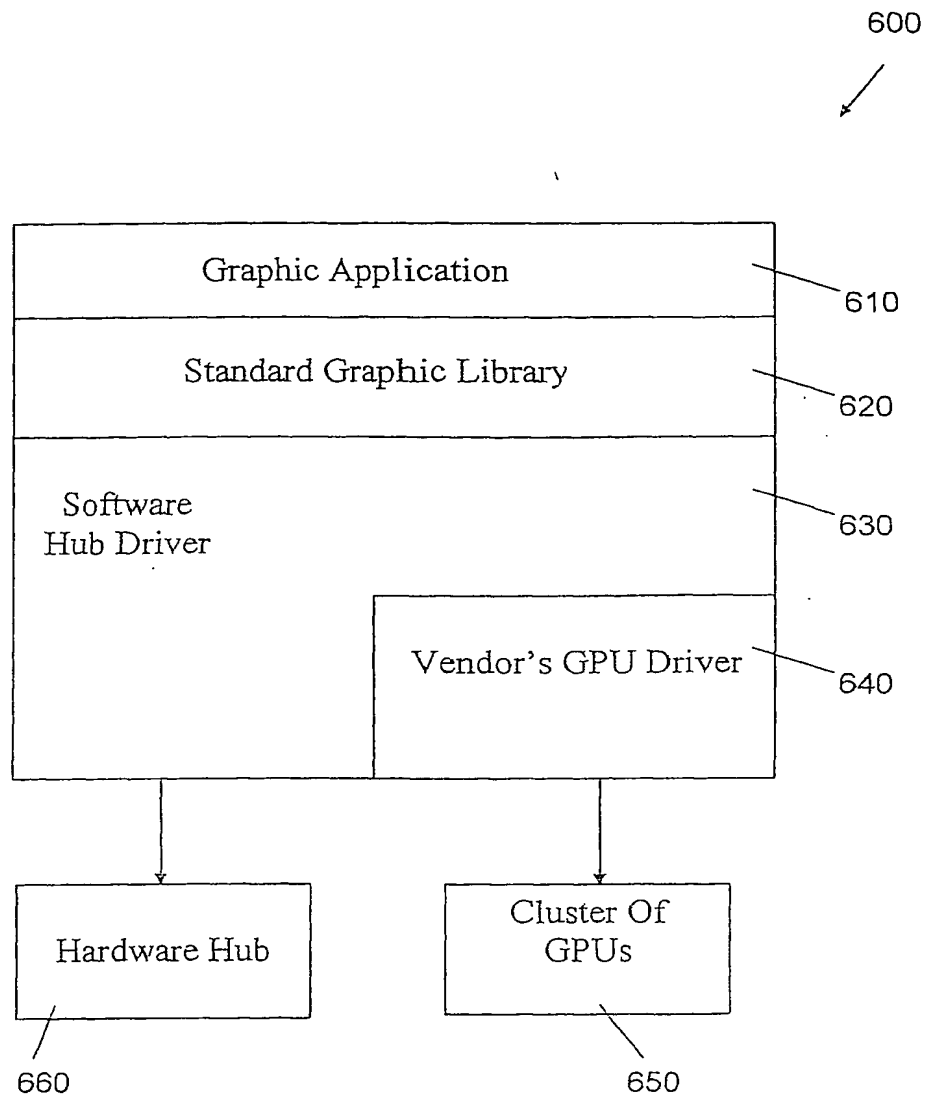 600
Graphic Application
610
Standard Graphic Library
620
Software
Hub Driver
630
Vendor's GPU Driver
640
Hardware Hub
Cluster Of
GPUs
660
650